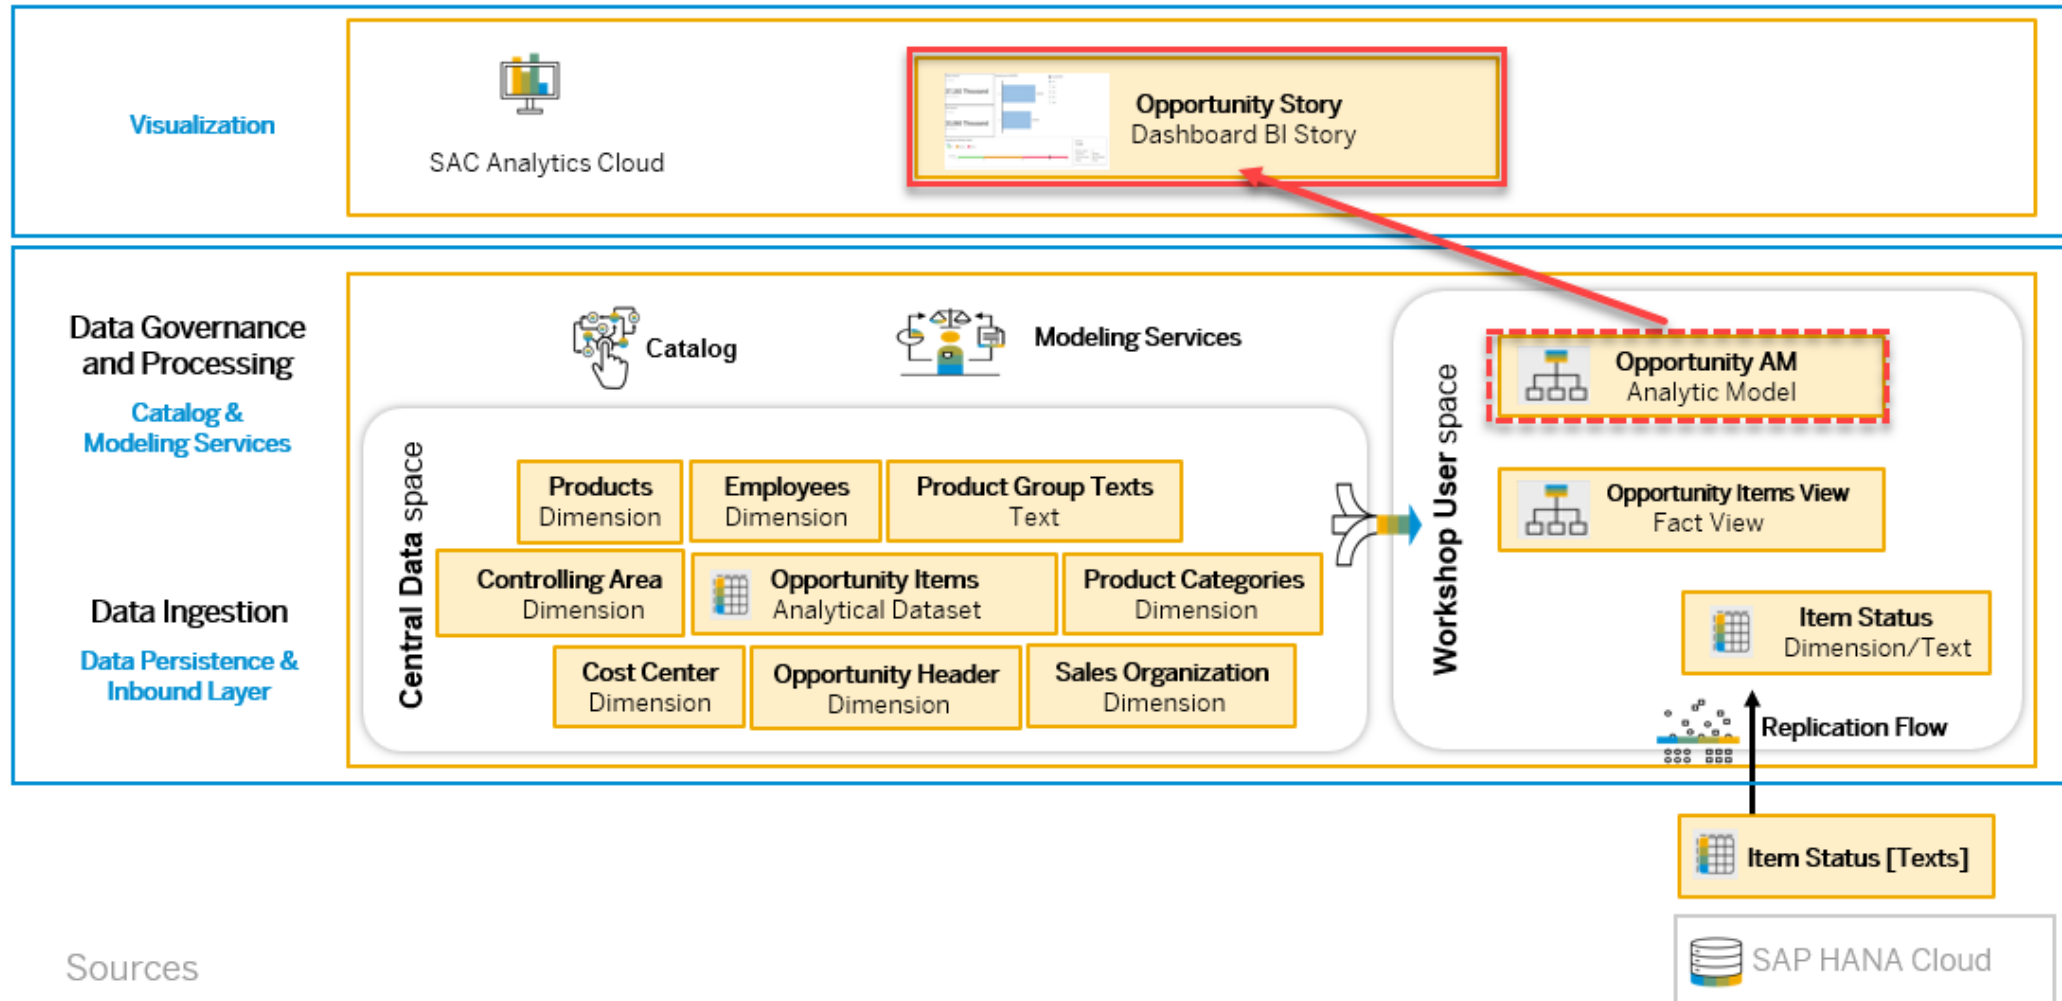 Visualization
SAC Analytics Cloud
Opportunity Story
Dashboard BI Story
Data Governance
and Processing
Catalog &
Modeling Services
Catalog
Modeling Services
Data Ingestion
Data Persistence &
Inbound Layer
Central Data space
Products
Dimension
Employees
Dimension
Product Group Texts
Text
Controlling Area
Dimension
Opportunity Items
Analytical Dataset
Product Categories
Dimension
Cost Center
Dimension
Opportunity Header
Dimension
Sales Organization
Dimension
Workshop User space
Opportunity AM
Analytic Model
Opportunity Items View
Fact View
Item Status
Dimension/Text
Replication Flow
Item Status [Texts]
Sources
SAP HANA Cloud